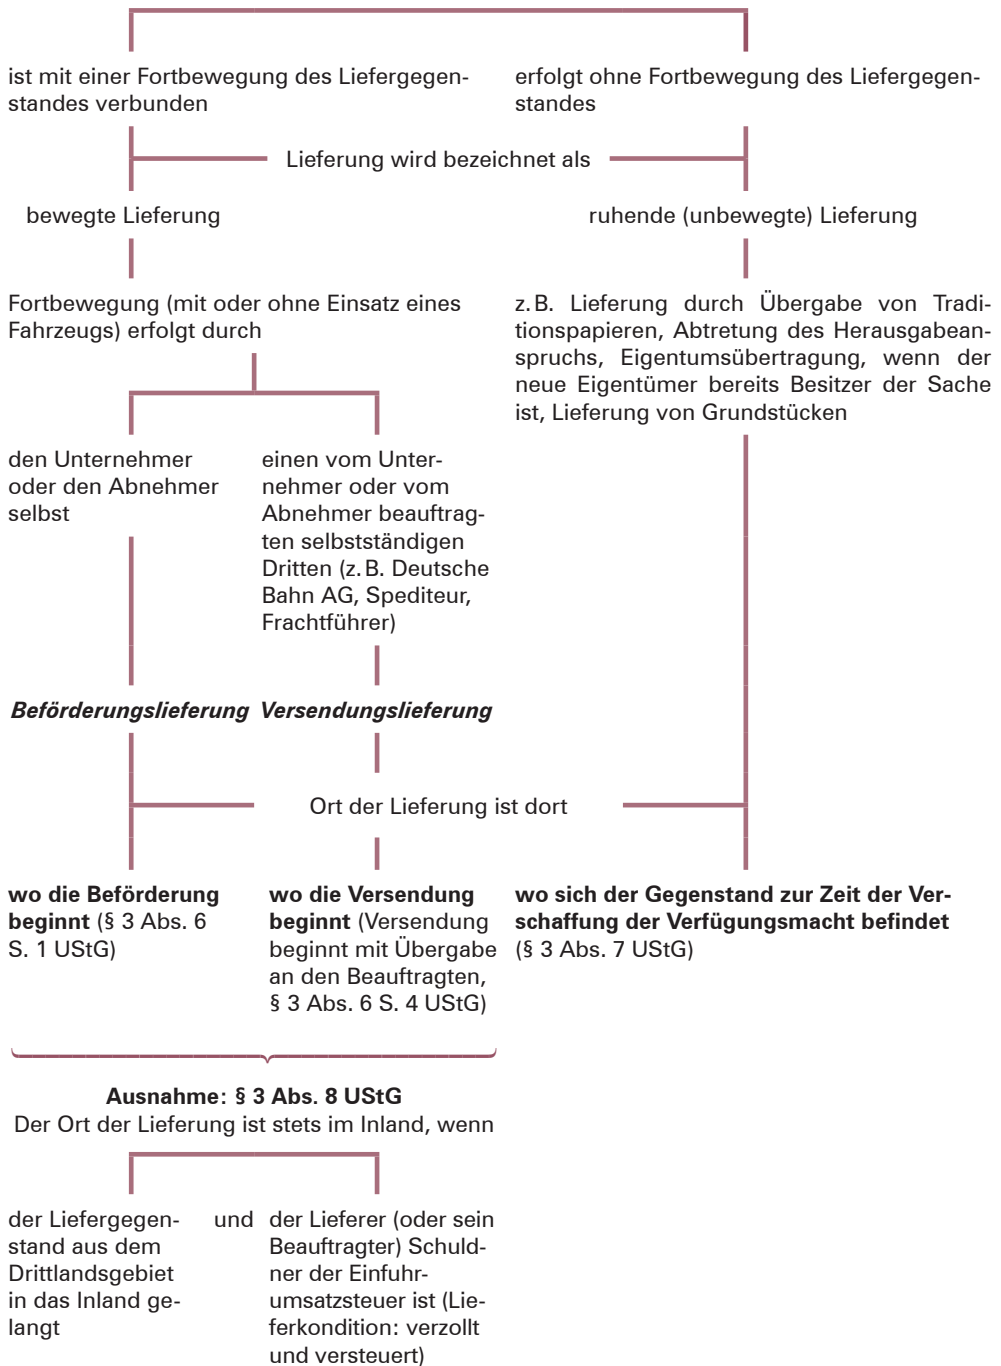 ist mit einer Fortbewegung des Liefergegen-
standes verbunden
erfolgt ohne Fortbewegung des Liefergegen-
standes
Lieferung wird bezeichnet als
bewegte Lieferung
ruhende (unbewegte) Lieferung
Fortbewegung (mit oder ohne Einsatz eines
Fahrzeugs) erfolgt durch
z. B. Lieferung durch Übergabe von Tradi-
tionspapieren, Abtretung des Herausgabean-
spruchs, Eigentumsübertragung, wenn der
neue Eigentümer bereits Besitzer der Sache
ist, Lieferung von Grundstücken
den Unternehmer
oder den Abnehmer
selbst
einen vom Unter-
nehmer oder vom
Abnehmer beauftrag-
ten selbstständigen
Dritten (z. B. Deutsche
Bahn AG, Spediteur,
Frachtführer)
Beförderungslieferung
Versendungslieferung
Ort der Lieferung ist dort
wo die Beförderung
beginnt (§ 3 Abs. 6
S. 1 UStG)
wo die Versendung
beginnt (Versendung
beginnt mit Übergabe
an den Beauftragten,
§ 3 Abs. 6 S. 4 UStG)
wo sich der Gegenstand zur Zeit der Ver-
schaffung der Verfügungsmacht befindet
(§ 3 Abs. 7 UStG)
Ausnahme: § 3 Abs. 8 UStG
Der Ort der Lieferung ist stets im Inland, wenn
der Liefergegen-
stand aus dem
Drittlandsgebiet
in das Inland ge-
langt
und
der Lieferer (oder sein
Beauftragter) Schuld-
ner der Einfuhr-
umsatzsteuer ist (Lie-
ferkondition: verzollt
und versteuert)